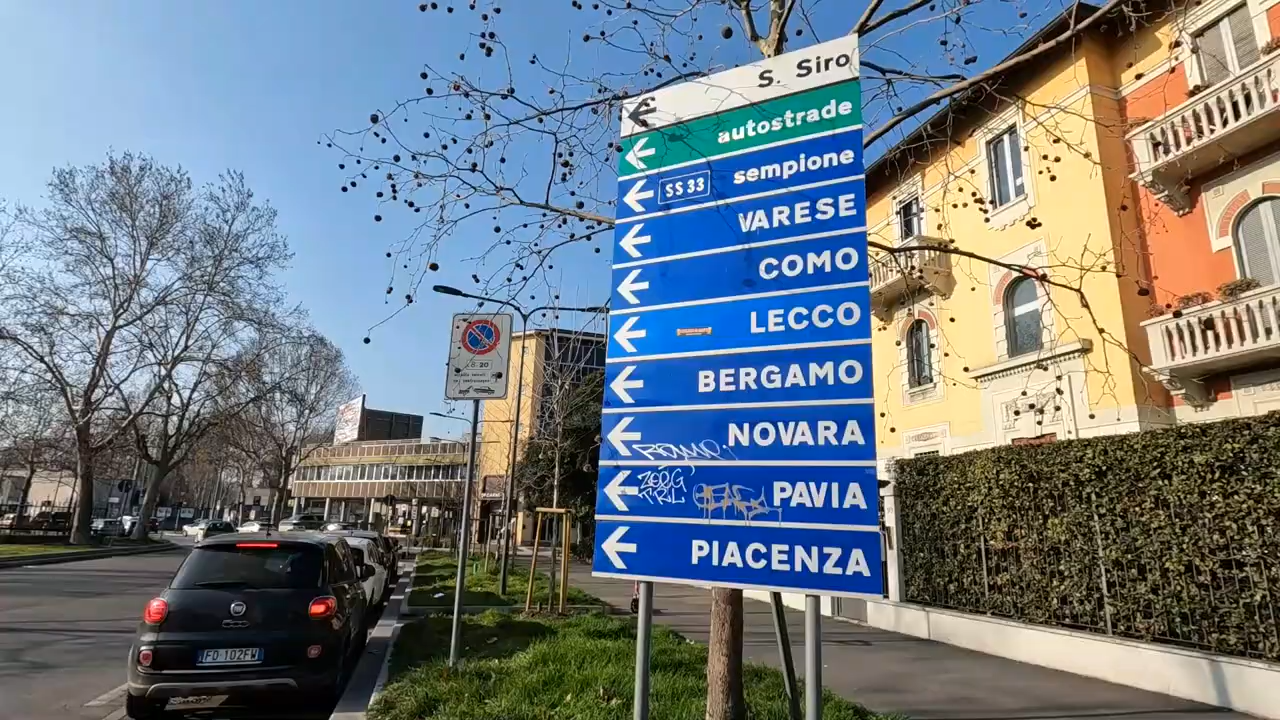 S. Siro
autostrade
SS 33 sempione
VARESE
COMO
LECCO
BERGAMO
NOVARA
PAVIA
PIACENZA
FO 102FW